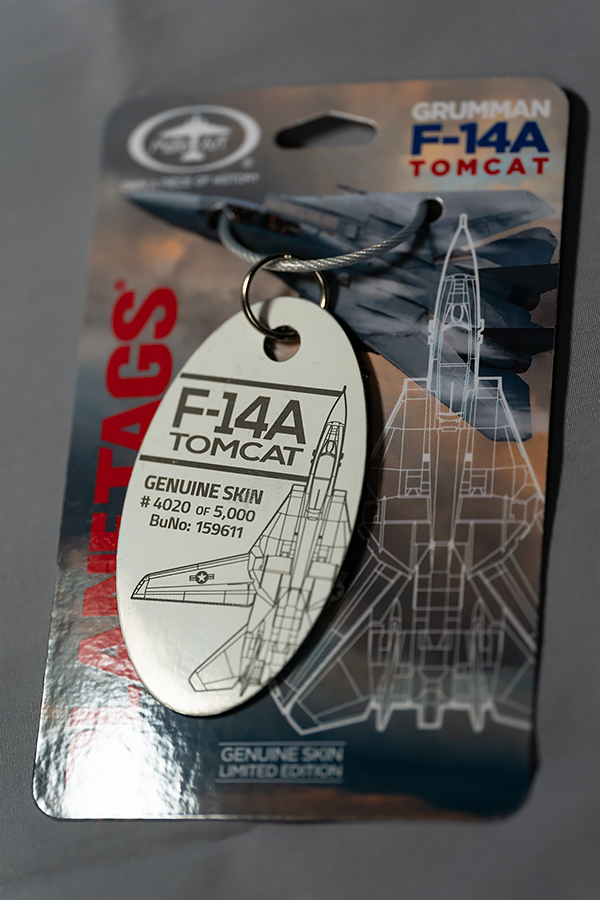 GRUMMAN
F-14A
TOMCAT
PLANETAGS
F-14A
TOMCAT
GENUINE SKIN
# 4020 OF 5,000
BuNo: 159611
GENUINE SKIN
LIMITED EDITION